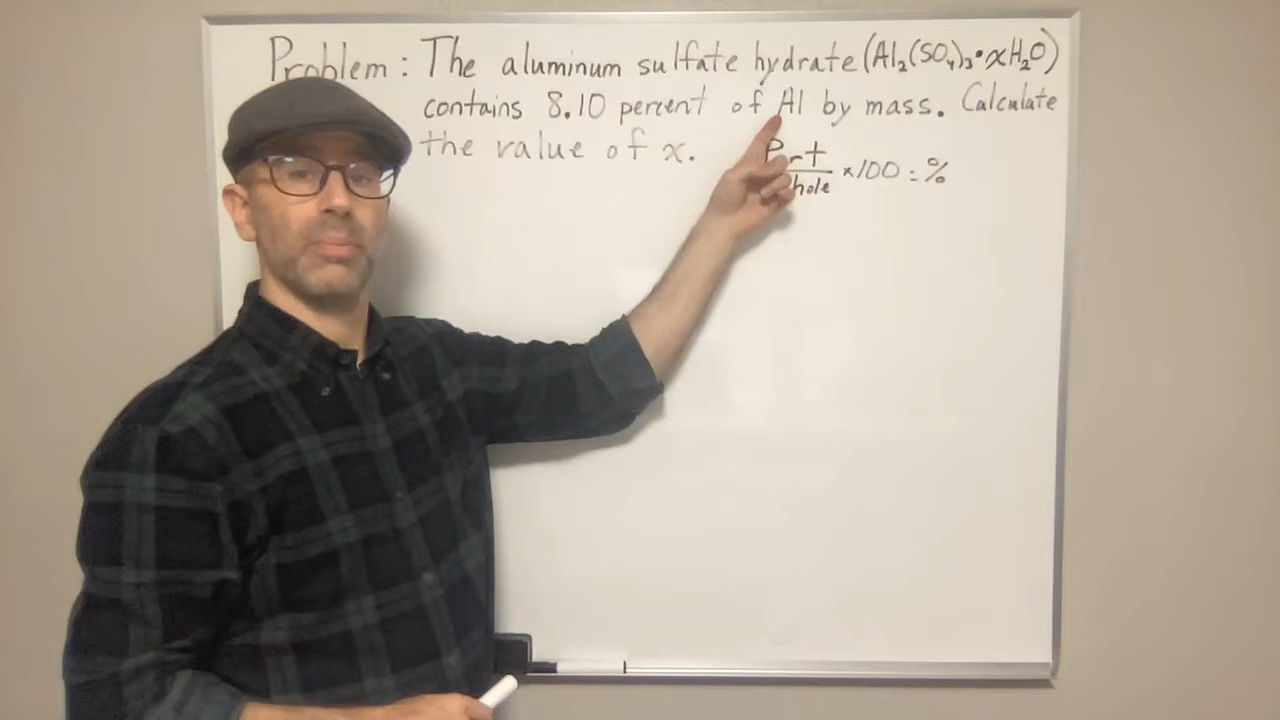 Problem: The aluminum sulfate hydrate (Al₂(SO₄)₃•xH₂O)
contains 8.10 percent of Al by mass. Calculate
the value of x.
× 100 = %